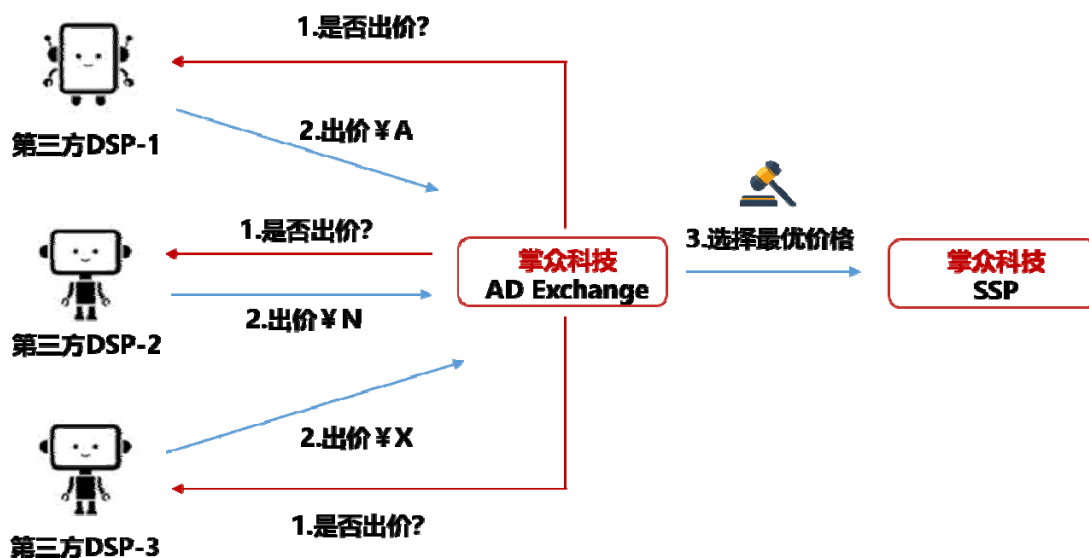 1.是否出价?
第三方DSP-1
2.出价￥A
1.是否出价?
掌众科技
AD Exchange
3.选择最优价格
掌众科技
SSP
2.出价￥N
第三方DSP-2
2.出价￥X
1.是否出价?
第三方DSP-3